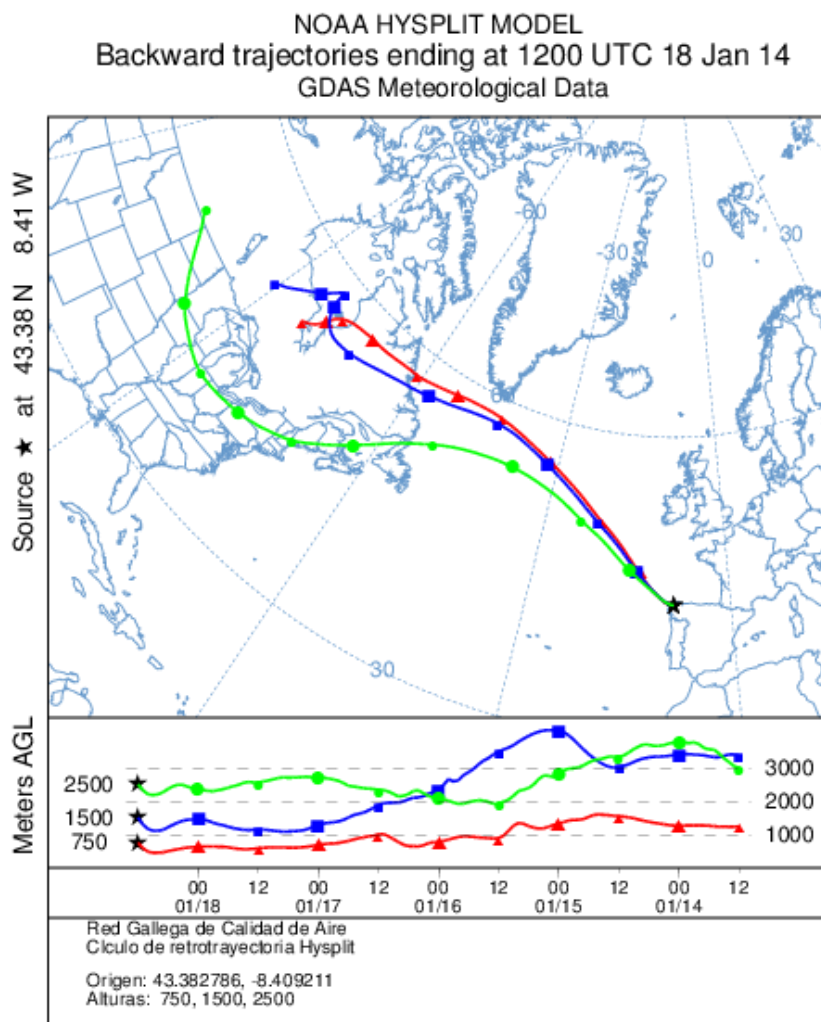 NOAA HYSPLIT MODEL
Backward trajectories ending at 1200 UTC 18 Jan 14
GDAS Meteorological Data
Source ★ at 43.38 N 8.41 W
-60
-30
0
30
30
Meters AGL
2500
1500
750
3000
2000
1000
00 12 00 12 00 12 00 12 00 12
01/18 01/17 01/16 01/15 01/14
Red Gallega de Calidad de Aire
Clculo de retrotrayectoria Hysplit
Origen: 43.382786, -8.409211
Alturas: 750, 1500, 2500